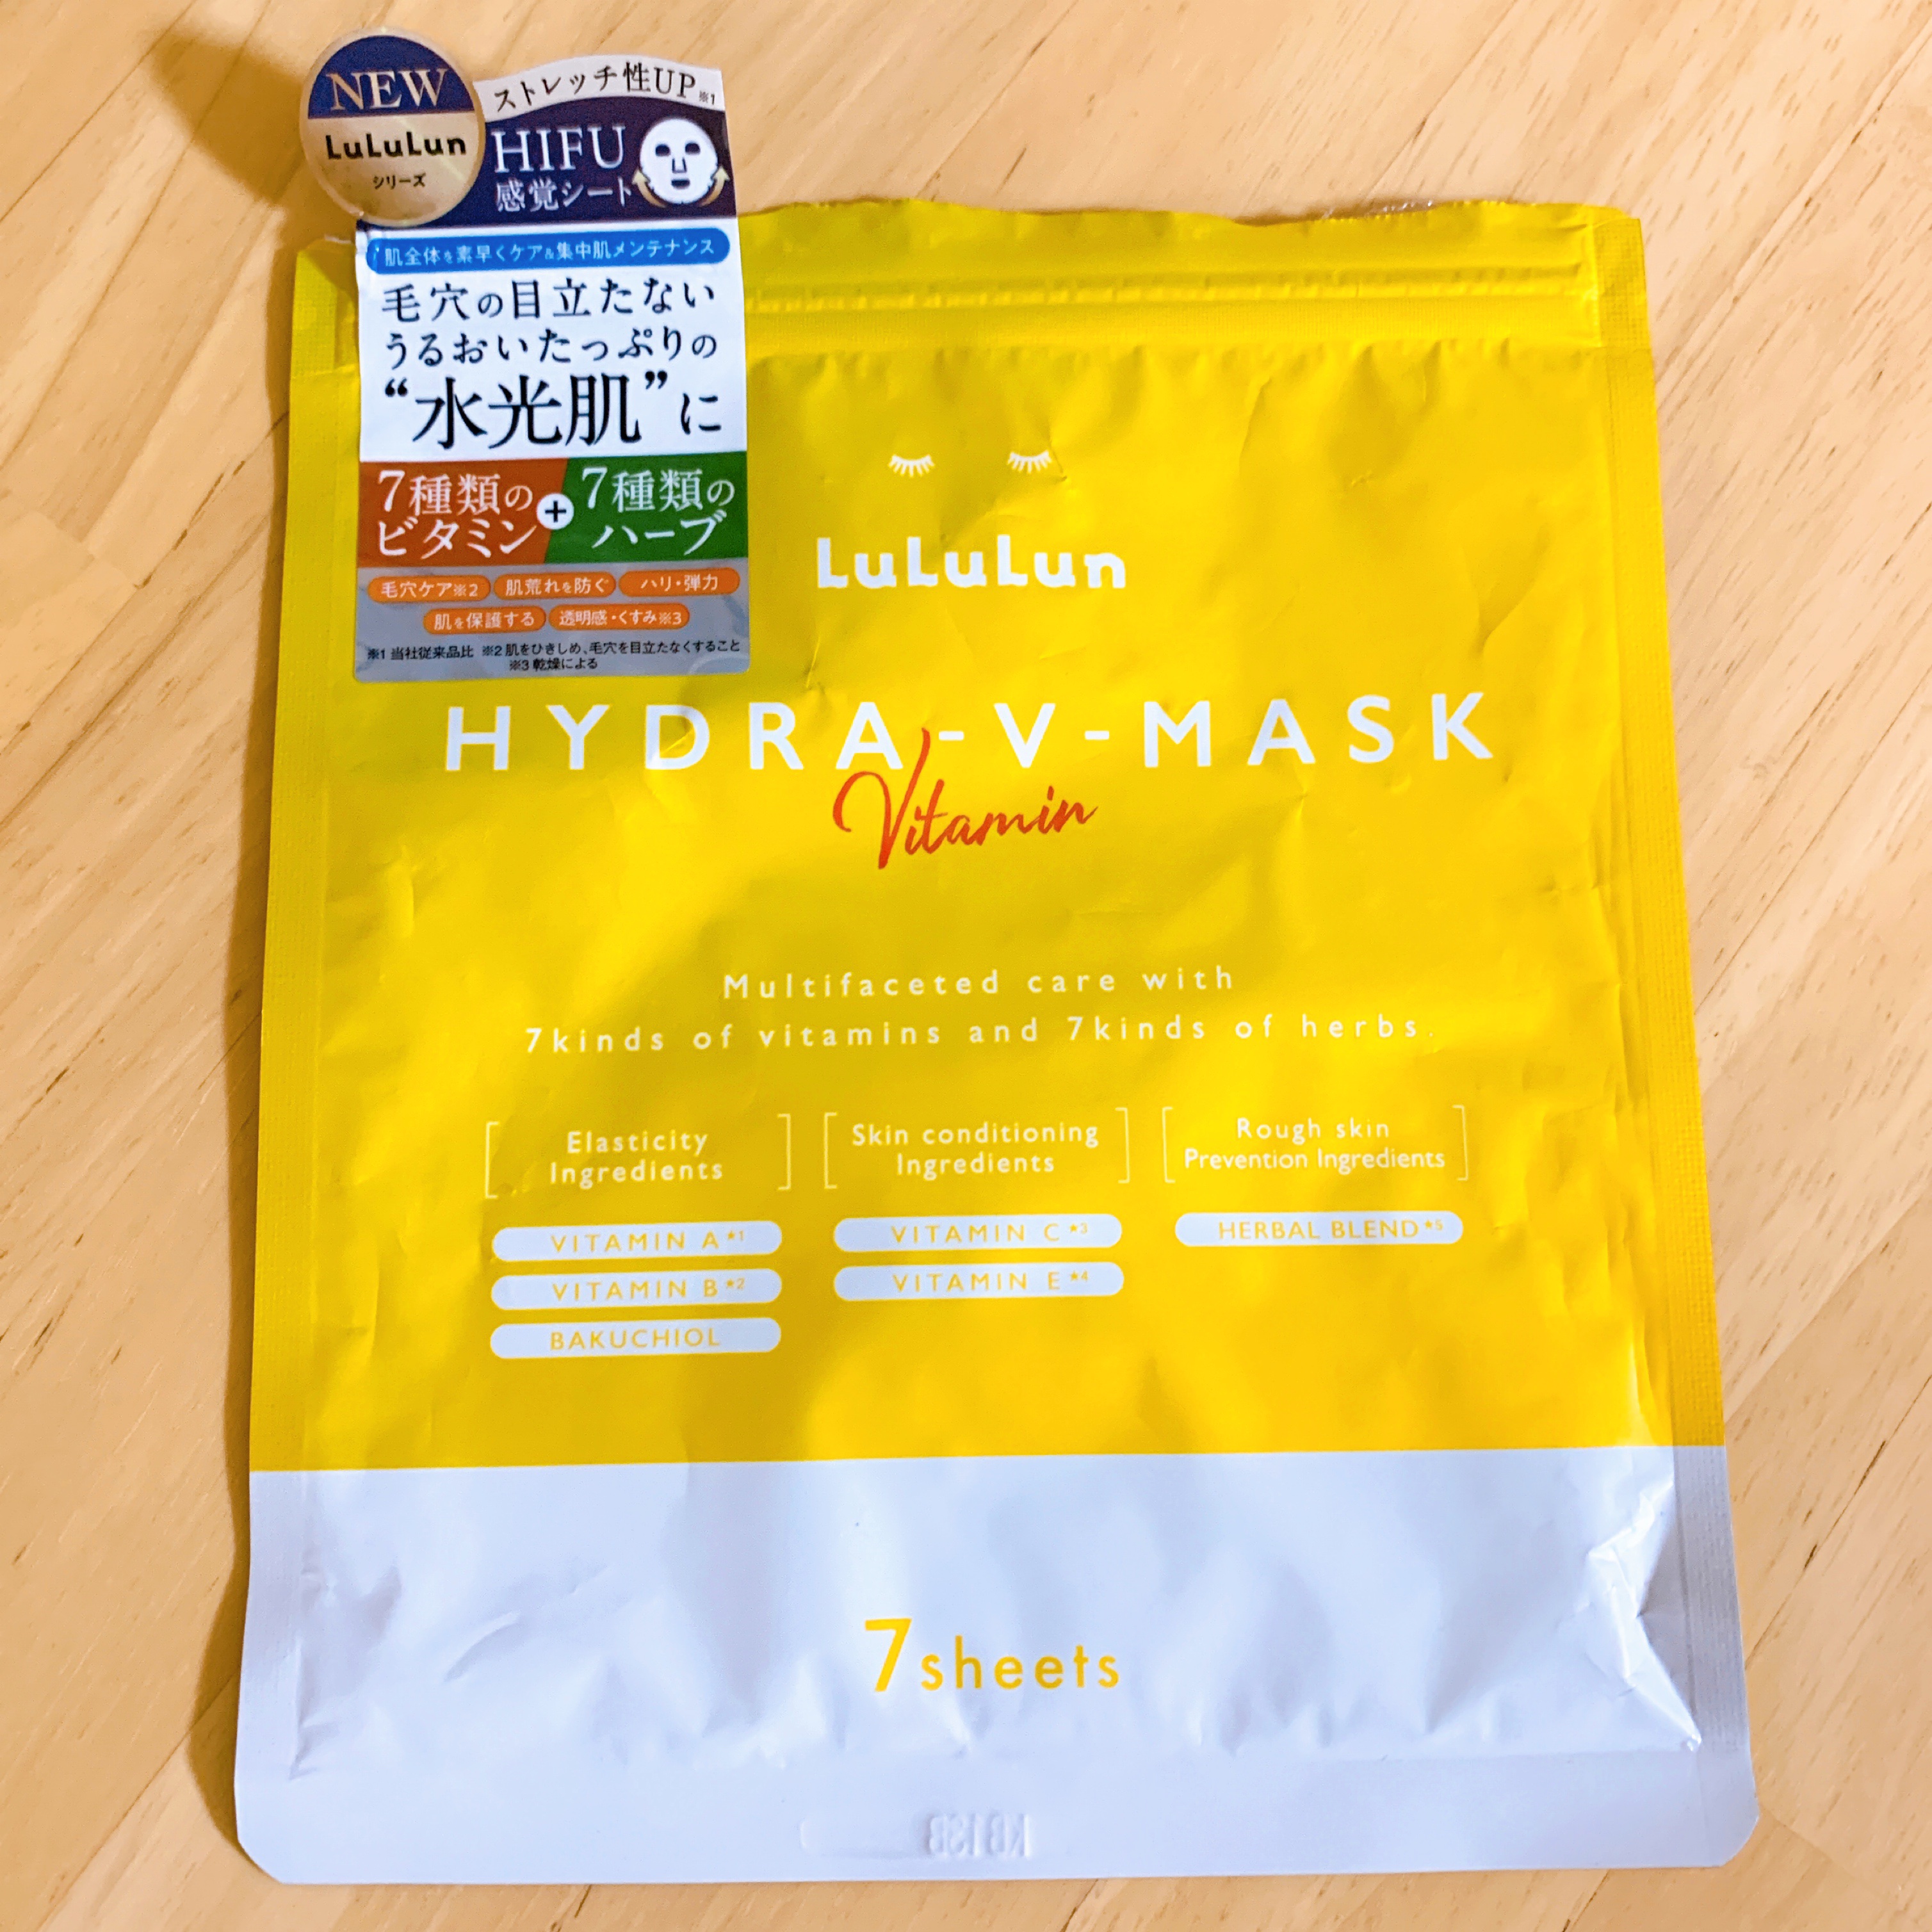 NEW
LuLuLun
シリーズ
ストレッチ性UP※1
HIFU
感覚シート
肌全体を素早くケア&集中肌メンテナンス
毛穴の目立たない
うるおいたっぷりの
“水光肌”に
7種類の
ビタミン
+
7種類の
ハーブ
毛穴ケア※2 肌荒れを防ぐ ハリ・弾力
肌を保護する 透明感・くすみ※3
※1 当社従来品比 ※2 肌をひきしめ、毛穴を目立たなくすること
※3 乾燥による
LuLuLun
HYDRA-V-MASK
Vitamin
Multifaceted care with
7kinds of vitamins and 7kinds of herbs.
Elasticity
Ingredients
VITAMIN A★1
VITAMIN B★2
BAKUCHIOL
Skin conditioning
Ingredients
VITAMIN C★3
VITAMIN E★4
Rough skin
Prevention Ingredients
HERBAL BLEND★5
7sheets